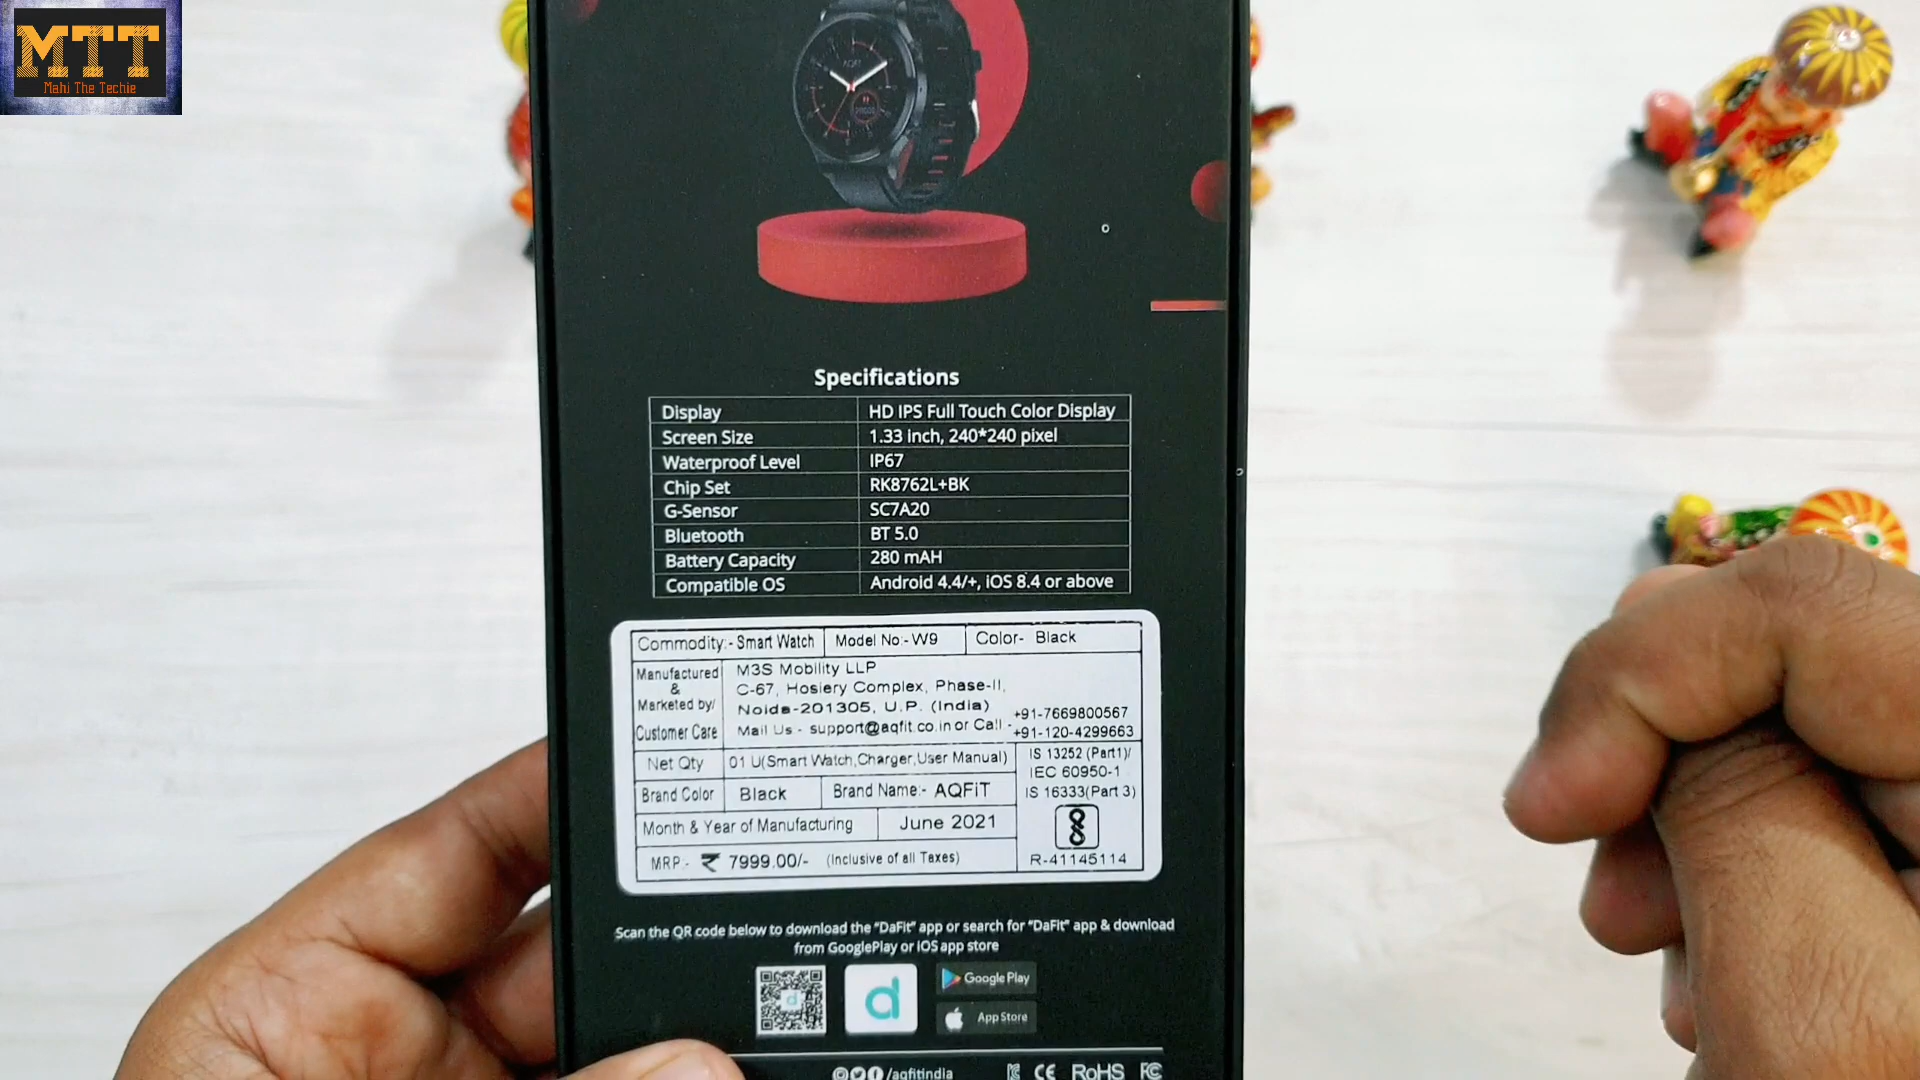 MTT
Mahi The Techie
AQFiT
Specifications
Display HD IPS Full Touch Color Display
Screen Size 1.33 inch, 240*240 pixel
Waterproof Level IP67
Chip Set RK8762L+BK
G-Sensor SC7A20
Bluetooth BT 5.0
Battery Capacity 280 mAH
Compatible OS Android 4.4/+, iOS 8.4 or above
Commodity:- Smart Watch Model No:- W9 Color- Black
Manufactured & Marketed by/ Customer Care
M3S Mobility LLP
C-67, Hosiery Complex, Phase-II,
Noida-201305, U.P. (India)
Mail Us - support@aqfit.co.in or Call - +91-7669800567
+91-120-4299663
Net Qty 01 U(Smart Watch,Charger,User Manual)
IS 13252 (Part1)/
IEC 60950-1
IS 16333(Part 3)
Brand Color Black Brand Name:- AQFiT
Month & Year of Manufacturing June 2021
MRP:- ₹ 7999.00/- (Inclusive of all Taxes)
R-41145114
Scan the QR code below to download the "DaFit" app or search for "DaFit" app & download
from GooglePlay or iOS app store
d
Google Play
App Store
/aqfitindia CE RoHS FC